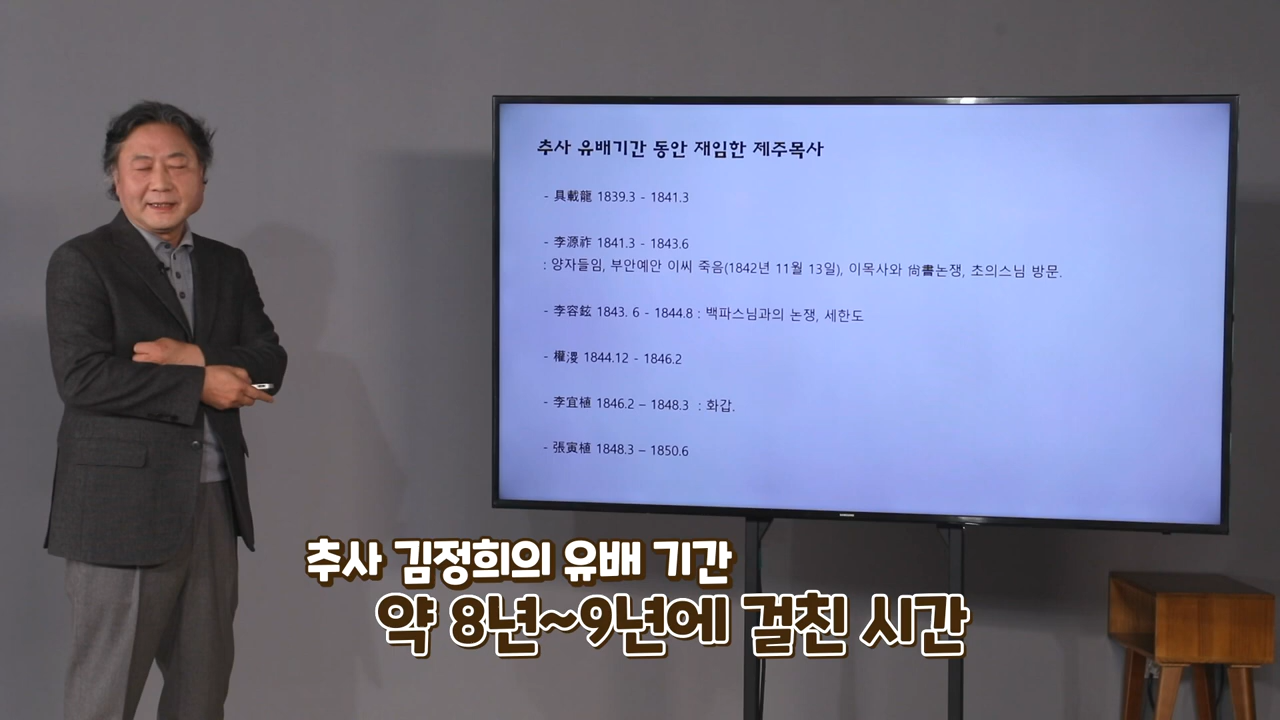 추사 유배기간 동안 재임한 제주목사
- 具載龍 1839.3 - 1841.3
- 李源祚 1841.3 - 1843.6
: 양자들임, 부안예안 이씨 죽음(1842년 11월 13일), 이목사와 尙書논쟁, 초의스님 방문.
- 李容鉉 1843. 6 - 1844.8 : 백파스님과의 논쟁, 세한도
- 權溭 1844.12 - 1846.2
- 李宜植 1846.2 – 1848.3 : 화갑.
- 張寅植 1848.3 – 1850.6
SAMSUNG
추사 김정희의 유배 기간
약 8년~9년에 걸친 시간